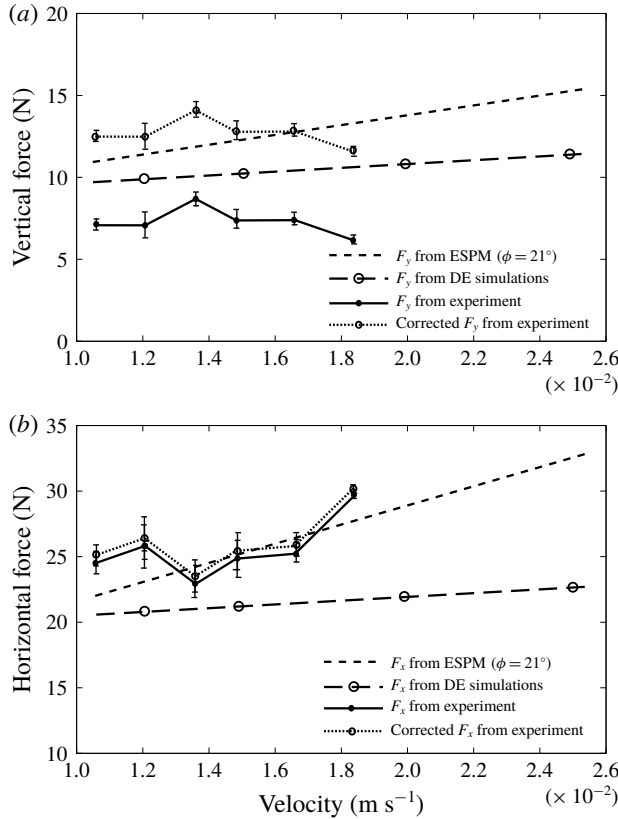 (a)
20
15
10
5
0
Vertical force (N)
F_y from ESPM (ϕ = 21°)
F_y from DE simulations
F_y from experiment
Corrected F_y from experiment
1.0 1.2 1.4 1.6 1.8 2.0 2.2 2.4 2.6
(× 10⁻²)
(b)
35
30
25
20
15
10
Horizontal force (N)
F_x from ESPM (ϕ = 21°)
F_x from DE simulations
F_x from experiment
Corrected F_x from experiment
1.0 1.2 1.4 1.6 1.8 2.0 2.2 2.4 2.6
Velocity (m s⁻¹)
(× 10⁻²)